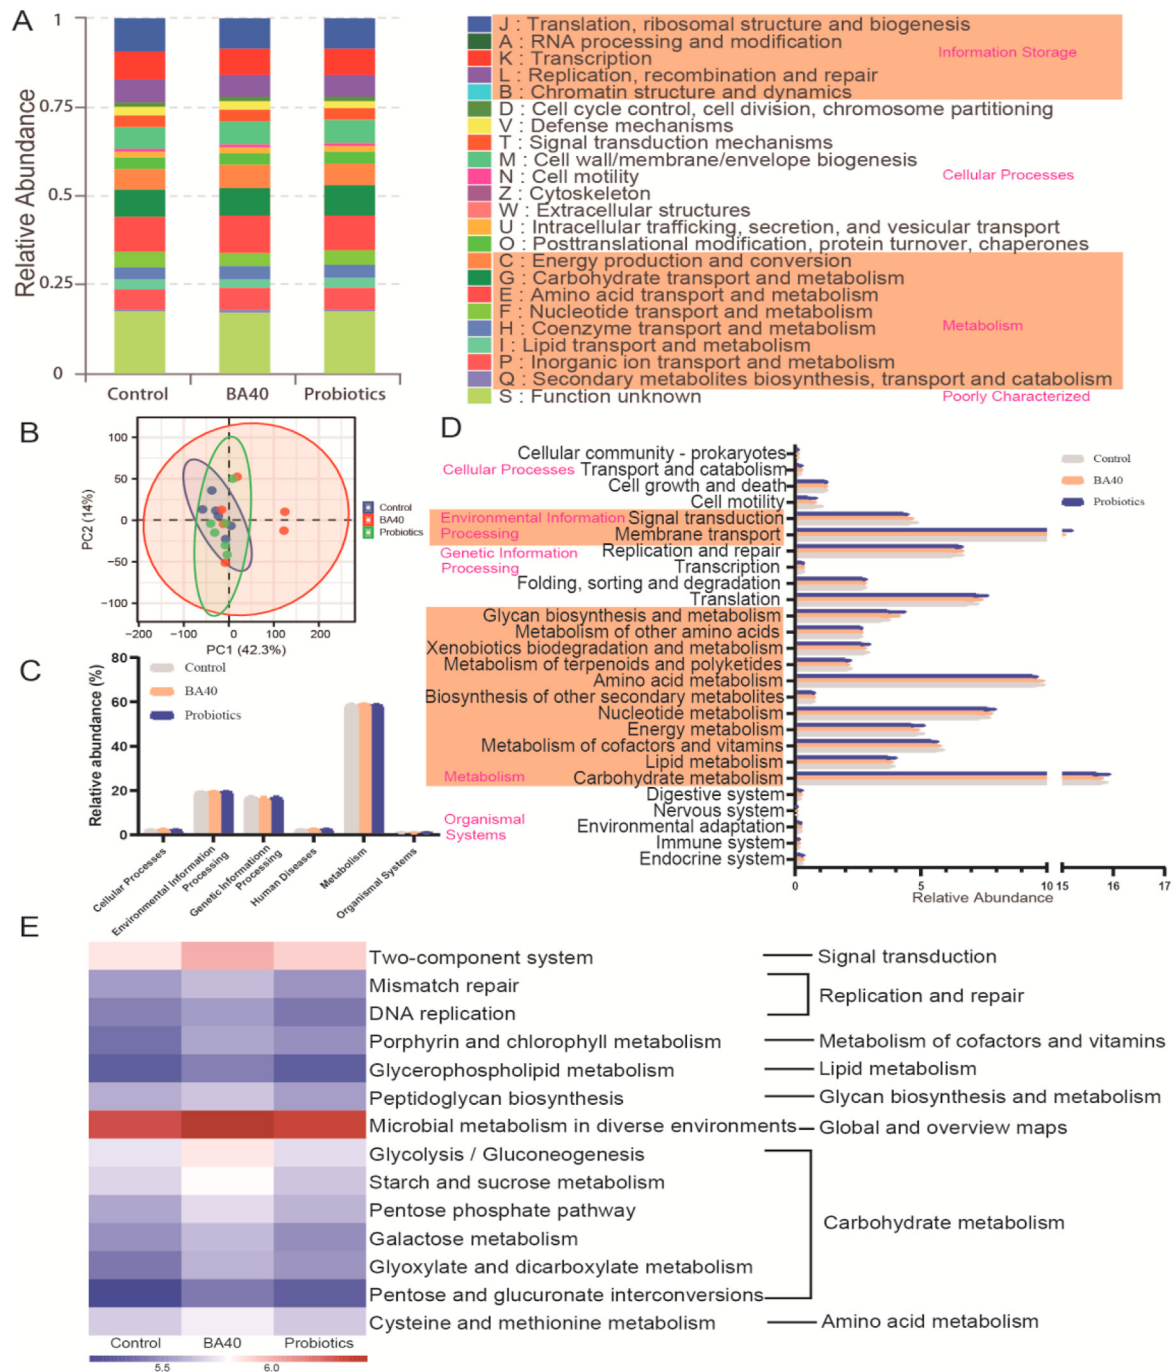 A
Relative Abundance
1
0.75
0.5
0.25
0
Control
BA40
Probiotics
J : Translation, ribosomal structure and biogenesis
A : RNA processing and modification
Information Storage
K : Transcription
L : Replication, recombination and repair
B : Chromatin structure and dynamics
D : Cell cycle control, cell division, chromosome partitioning
V : Defense mechanisms
T : Signal transduction mechanisms
M : Cell wall/membrane/envelope biogenesis
N : Cell motility
Cellular Processes
Z : Cytoskeleton
W : Extracellular structures
U : Intracellular trafficking, secretion, and vesicular transport
O : Posttranslational modification, protein turnover, chaperones
C : Energy production and conversion
G : Carbohydrate transport and metabolism
E : Amino acid transport and metabolism
F : Nucleotide transport and metabolism
H : Coenzyme transport and metabolism
Metabolism
I : Lipid transport and metabolism
P : Inorganic ion transport and metabolism
Q : Secondary metabolites biosynthesis, transport and catabolism
S : Function unknown
Poorly Characterized
B
PC2 (14%)
100
50
0
−50
−100
−200
−100
0
100
200
PC1 (42.3%)
Control
BA40
Probiotics
C
Relative abundance (%)
80
60
40
20
0
Control
BA40
Probiotics
Cellular Processes
Environmental Information
Processing
Genetic Informationn
Processing
Human Diseases
Metabolism
Organismal Systems
D
Control
BA40
Probiotics
Cellular community - prokaryotes
Cellular Processes
Transport and catabolism
Cell growth and death
Cell motility
Environmental Information
Processing
Signal transduction
Membrane transport
Genetic Information
Processing
Replication and repair
Transcription
Folding, sorting and degradation
Translation
Glycan biosynthesis and metabolism
Metabolism of other amino acids
Xenobiotics biodegradation and metabolism
Metabolism of terpenoids and polyketides
Amino acid metabolism
Biosynthesis of other secondary metabolites
Nucleotide metabolism
Energy metabolism
Metabolism of cofactors and vitamins
Lipid metabolism
Metabolism
Carbohydrate metabolism
Digestive system
Nervous system
Organismal
Systems
Environmental adaptation
Immune system
Endocrine system
0
5
10
15
16
17
Relative Abundance
E
Two-component system
Signal transduction
Mismatch repair
DNA replication
Replication and repair
Porphyrin and chlorophyll metabolism
Metabolism of cofactors and vitamins
Glycerophospholipid metabolism
Lipid metabolism
Peptidoglycan biosynthesis
Glycan biosynthesis and metabolism
Microbial metabolism in diverse environments
Global and overview maps
Glycolysis / Gluconeogenesis
Starch and sucrose metabolism
Pentose phosphate pathway
Galactose metabolism
Glyoxylate and dicarboxylate metabolism
Pentose and glucuronate interconversions
Carbohydrate metabolism
Cysteine and methionine metabolism
Amino acid metabolism
Control
BA40
Probiotics
5.5
6.0